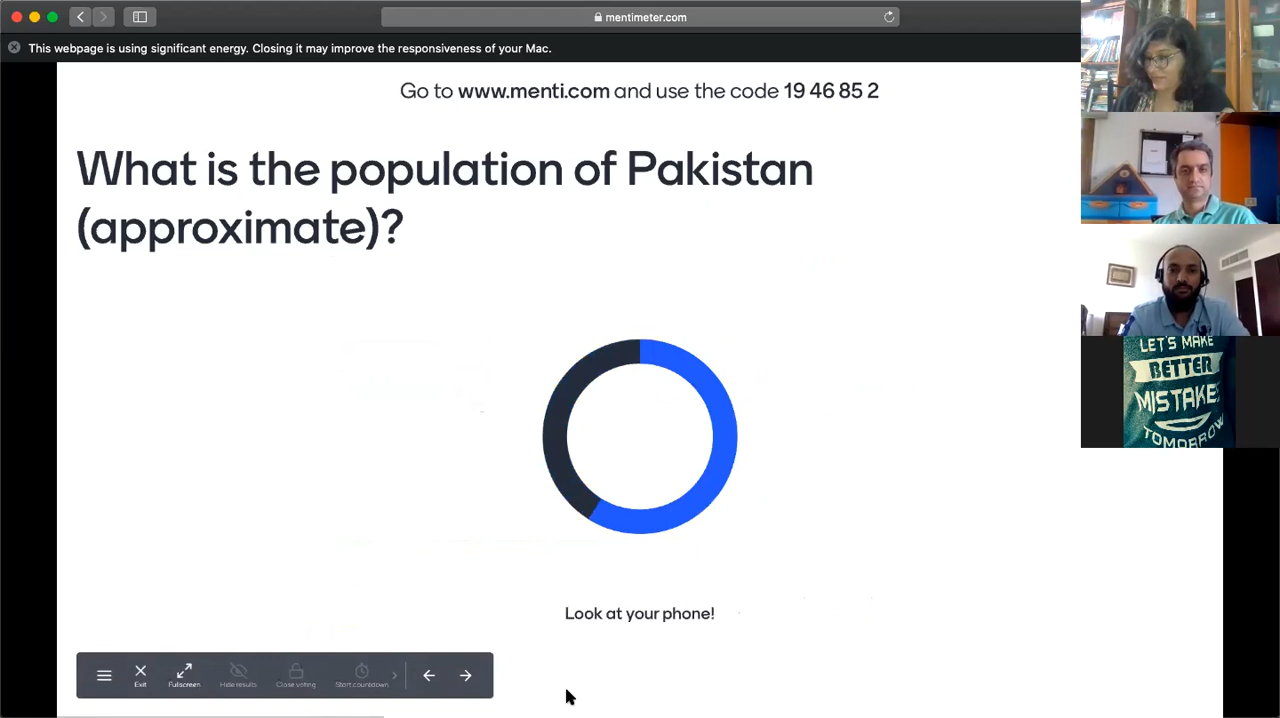 mentimeter.com
This webpage is using significant energy. Closing it may improve the responsiveness of your Mac.
Go to www.menti.com and use the code 19 46 85 2
What is the population of Pakistan
(approximate)?
Look at your phone!
Exit
Fullscreen
Hide results
Close voting
Start countdown
LET'S MAKE
BETTER
MISTAKES
TOMORROW